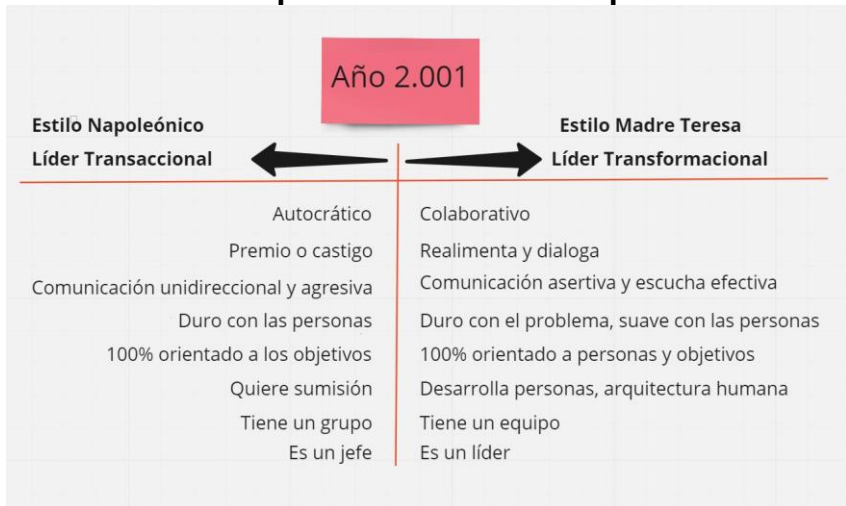 Año 2.001
Estilo Napoleónico
Líder Transaccional
Estilo Madre Teresa
Líder Transformacional
Autocrático
Colaborativo
Premio o castigo
Realimenta y dialoga
Comunicación unidireccional y agresiva
Comunicación asertiva y escucha efectiva
Duro con las personas
Duro con el problema, suave con las personas
100% orientado a los objetivos
100% orientado a personas y objetivos
Quiere sumisión
Desarrolla personas, arquitectura humana
Tiene un grupo
Tiene un equipo
Es un jefe
Es un líder